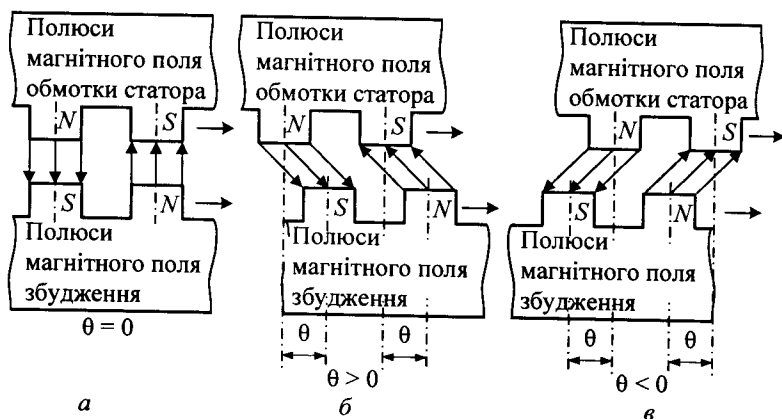 Полюси
магнітного поля
обмотки статора
N
S
S
N
Полюси
магнітного поля
збудження
θ = 0
а
Полюси
магнітного поля
обмотки статора
N
S
S
N
Полюси
магнітного поля
збудження
θ
θ
θ > 0
б
Полюси
магнітного поля
обмотки статора
N
S
S
N
Полюси
магнітного поля
збудження
θ
θ
θ < 0
в